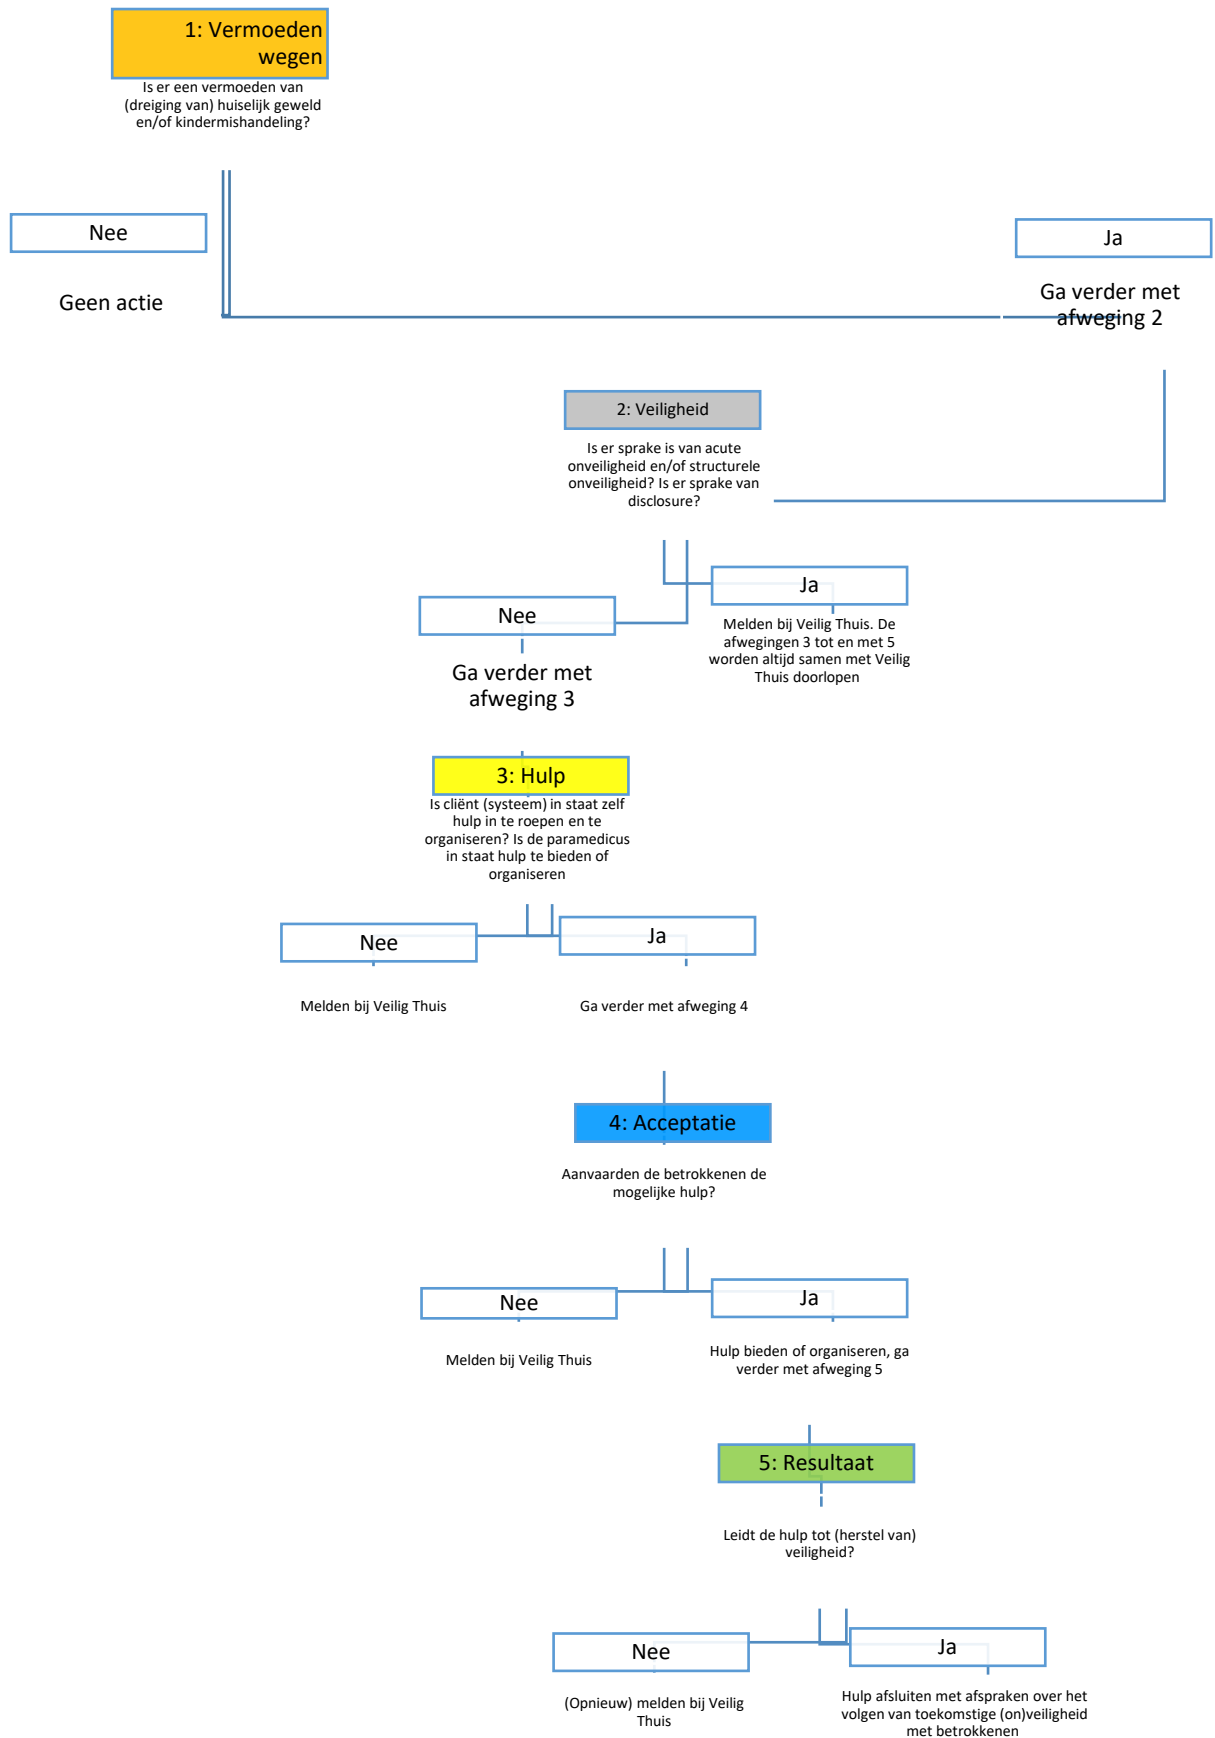 1: Vermoeden
wegen
Is er een vermoeden van
(dreiging van) huiselijk geweld
en/of kindermishandeling?
Nee
Geen actie
Ja
Ga verder met
afweging 2
2: Veiligheid
Is er sprake is van acute
onveiligheid en/of structurele
onveiligheid? Is er sprake van
disclosure?
Nee
Ga verder met
afweging 3
Ja
Melden bij Veilig Thuis. De
afwegingen 3 tot en met 5
worden altijd samen met Veilig
Thuis doorlopen
3: Hulp
Is cliënt (systeem) in staat zelf
hulp in te roepen en te
organiseren? Is de paramedicus
in staat hulp te bieden of
organiseren
Nee
Melden bij Veilig Thuis
Ja
Ga verder met afweging 4
4: Acceptatie
Aanvaarden de betrokkenen de
mogelijke hulp?
Nee
Melden bij Veilig Thuis
Ja
Hulp bieden of organiseren, ga
verder met afweging 5
5: Resultaat
Leidt de hulp tot (herstel van)
veiligheid?
Nee
(Opnieuw) melden bij Veilig
Thuis
Ja
Hulp afsluiten met afspraken over het
volgen van toekomstige (on)veiligheid
met betrokkenen